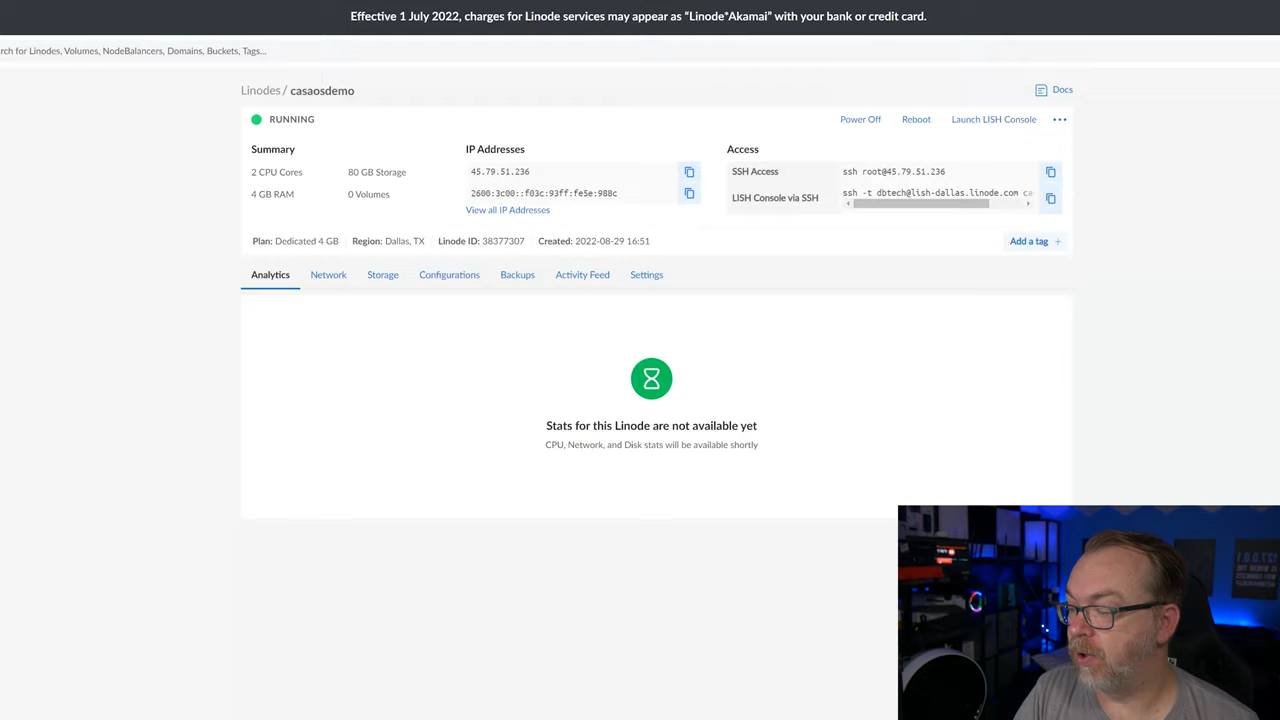 Effective 1 July 2022, charges for Linode services may appear as “Linode*Akamai” with your bank or credit card.
rch for Linodes, Volumes, NodeBalancers, Domains, Buckets, Tags...
Linodes / casaosdemo
Docs
RUNNING
Power Off
Reboot
Launch LISH Console
Summary
2 CPU Cores
80 GB Storage
4 GB RAM
0 Volumes
IP Addresses
45.79.51.236
2600:3c00::f03c:93ff:fe5e:988c
View all IP Addresses
Access
SSH Access
ssh root@45.79.51.236
LISH Console via SSH
ssh -t dbtech@lish-dallas.linode.com ca
Plan: Dedicated 4 GB
Region: Dallas, TX
Linode ID: 38377307
Created: 2022-08-29 16:51
Add a tag +
Analytics
Network
Storage
Configurations
Backups
Activity Feed
Settings
Stats for this Linode are not available yet
CPU, Network, and Disk stats will be available shortly
127.0.0.1